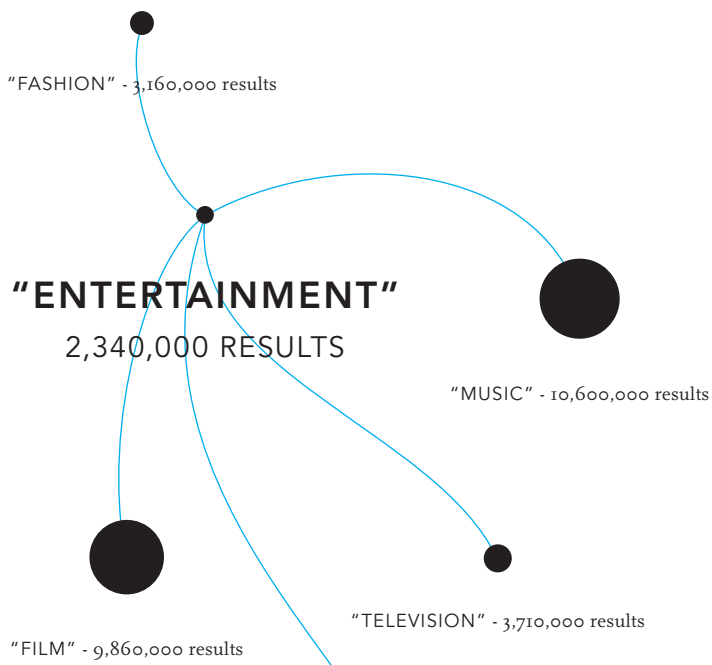 “FASHION” - 3,160,000 results
“ENTERTAINMENT”
2,340,000 RESULTS
“MUSIC” - 10,600,000 results
“TELEVISION” - 3,710,000 results
“FILM” - 9,860,000 results